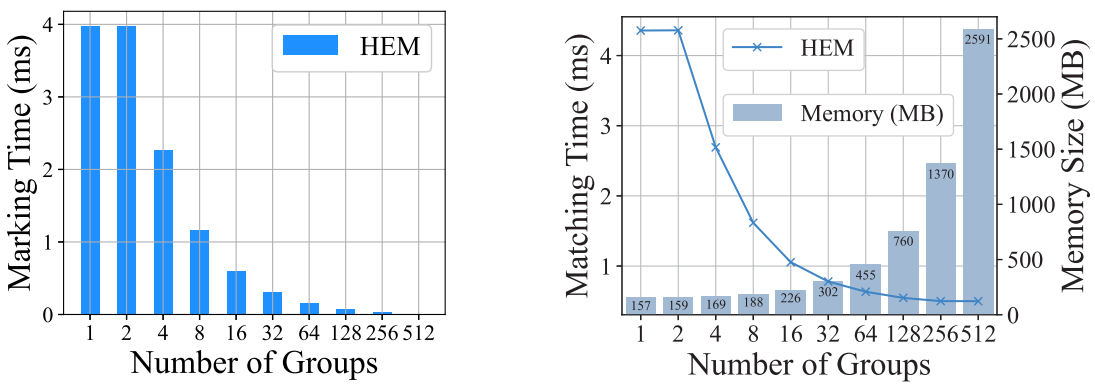 4
3
2
1
0
Marking Time (ms)
HEM
1 2 4 8 16 32 64 128 256 512
Number of Groups
4
3
2
1
Matching Time (ms)
HEM
Memory (MB)
157 159 169 188 226 302 455 760 1370 2591
2500
2000
1500
1000
500
0
Memory Size (MB)
1 2 4 8 16 32 64 128 256 512
Number of Groups